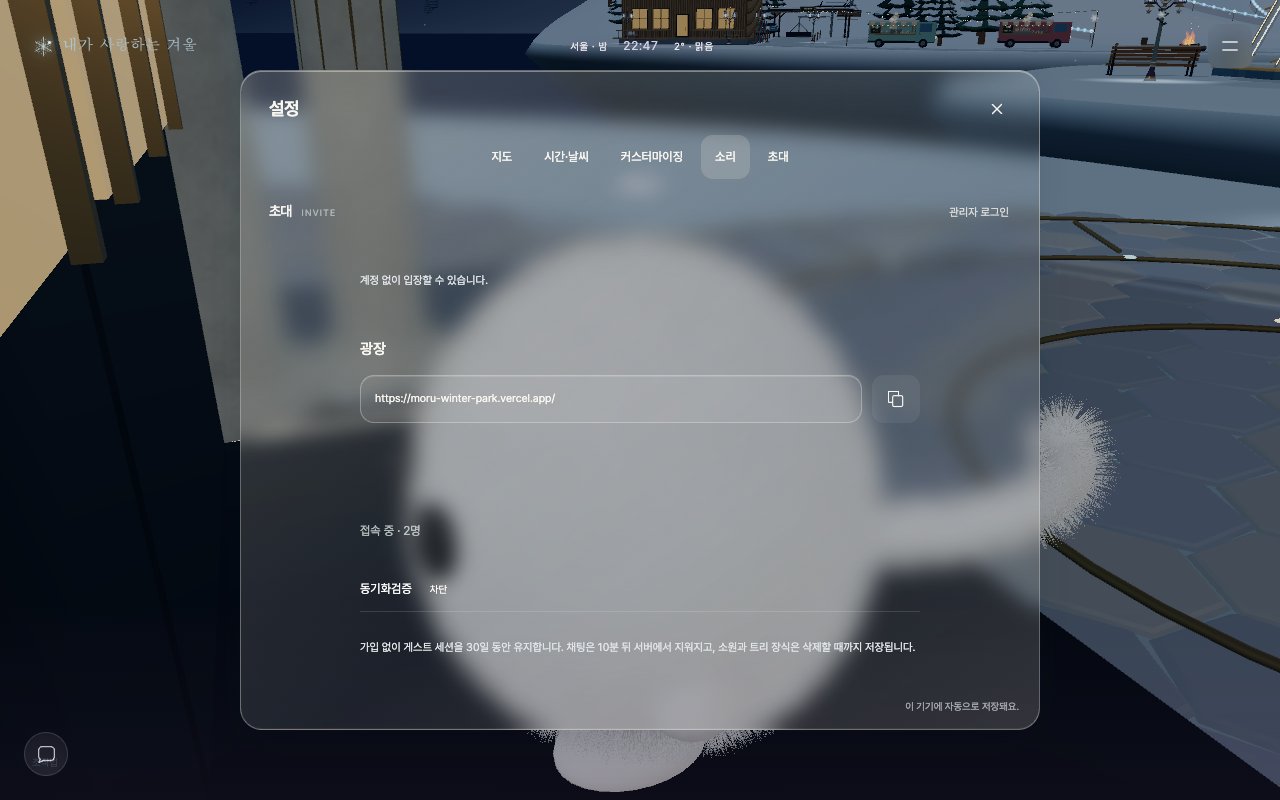 내가 사랑하는 겨울
서울 · 밤 22:47 2° · 맑음
설정
지도 시간·날씨 커스터마이징 소리 초대
초대 INVITE 관리자 로그인
계정 없이 입장할 수 있습니다.
광장
https://moru-winter-park.vercel.app/
접속 중 · 2명
동기화검증 차단
가입 없이 게스트 세션을 30일 동안 유지합니다. 채팅은 10분 뒤 서버에서 지워지고, 소원과 트리 장식은 삭제할 때까지 저장됩니다.
이 기기에 자동으로 저장돼요.